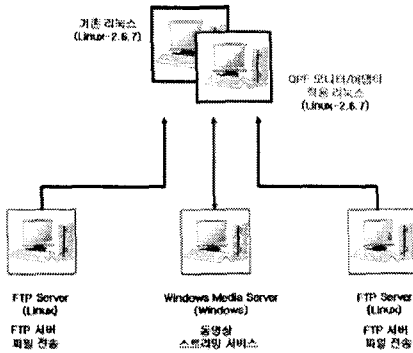 기존 리눅스
(Linux-2.6.7)
QPF 모니터/어댑터
적용 리눅스
(Linux-2.6.7)
FTP Server
(Linux)
FTP 서버
파일 전송
Windows Media Server
(Windows)
동영상
스트리밍 서비스
FTP Server
(Linux)
FTP 서버
파일 전송